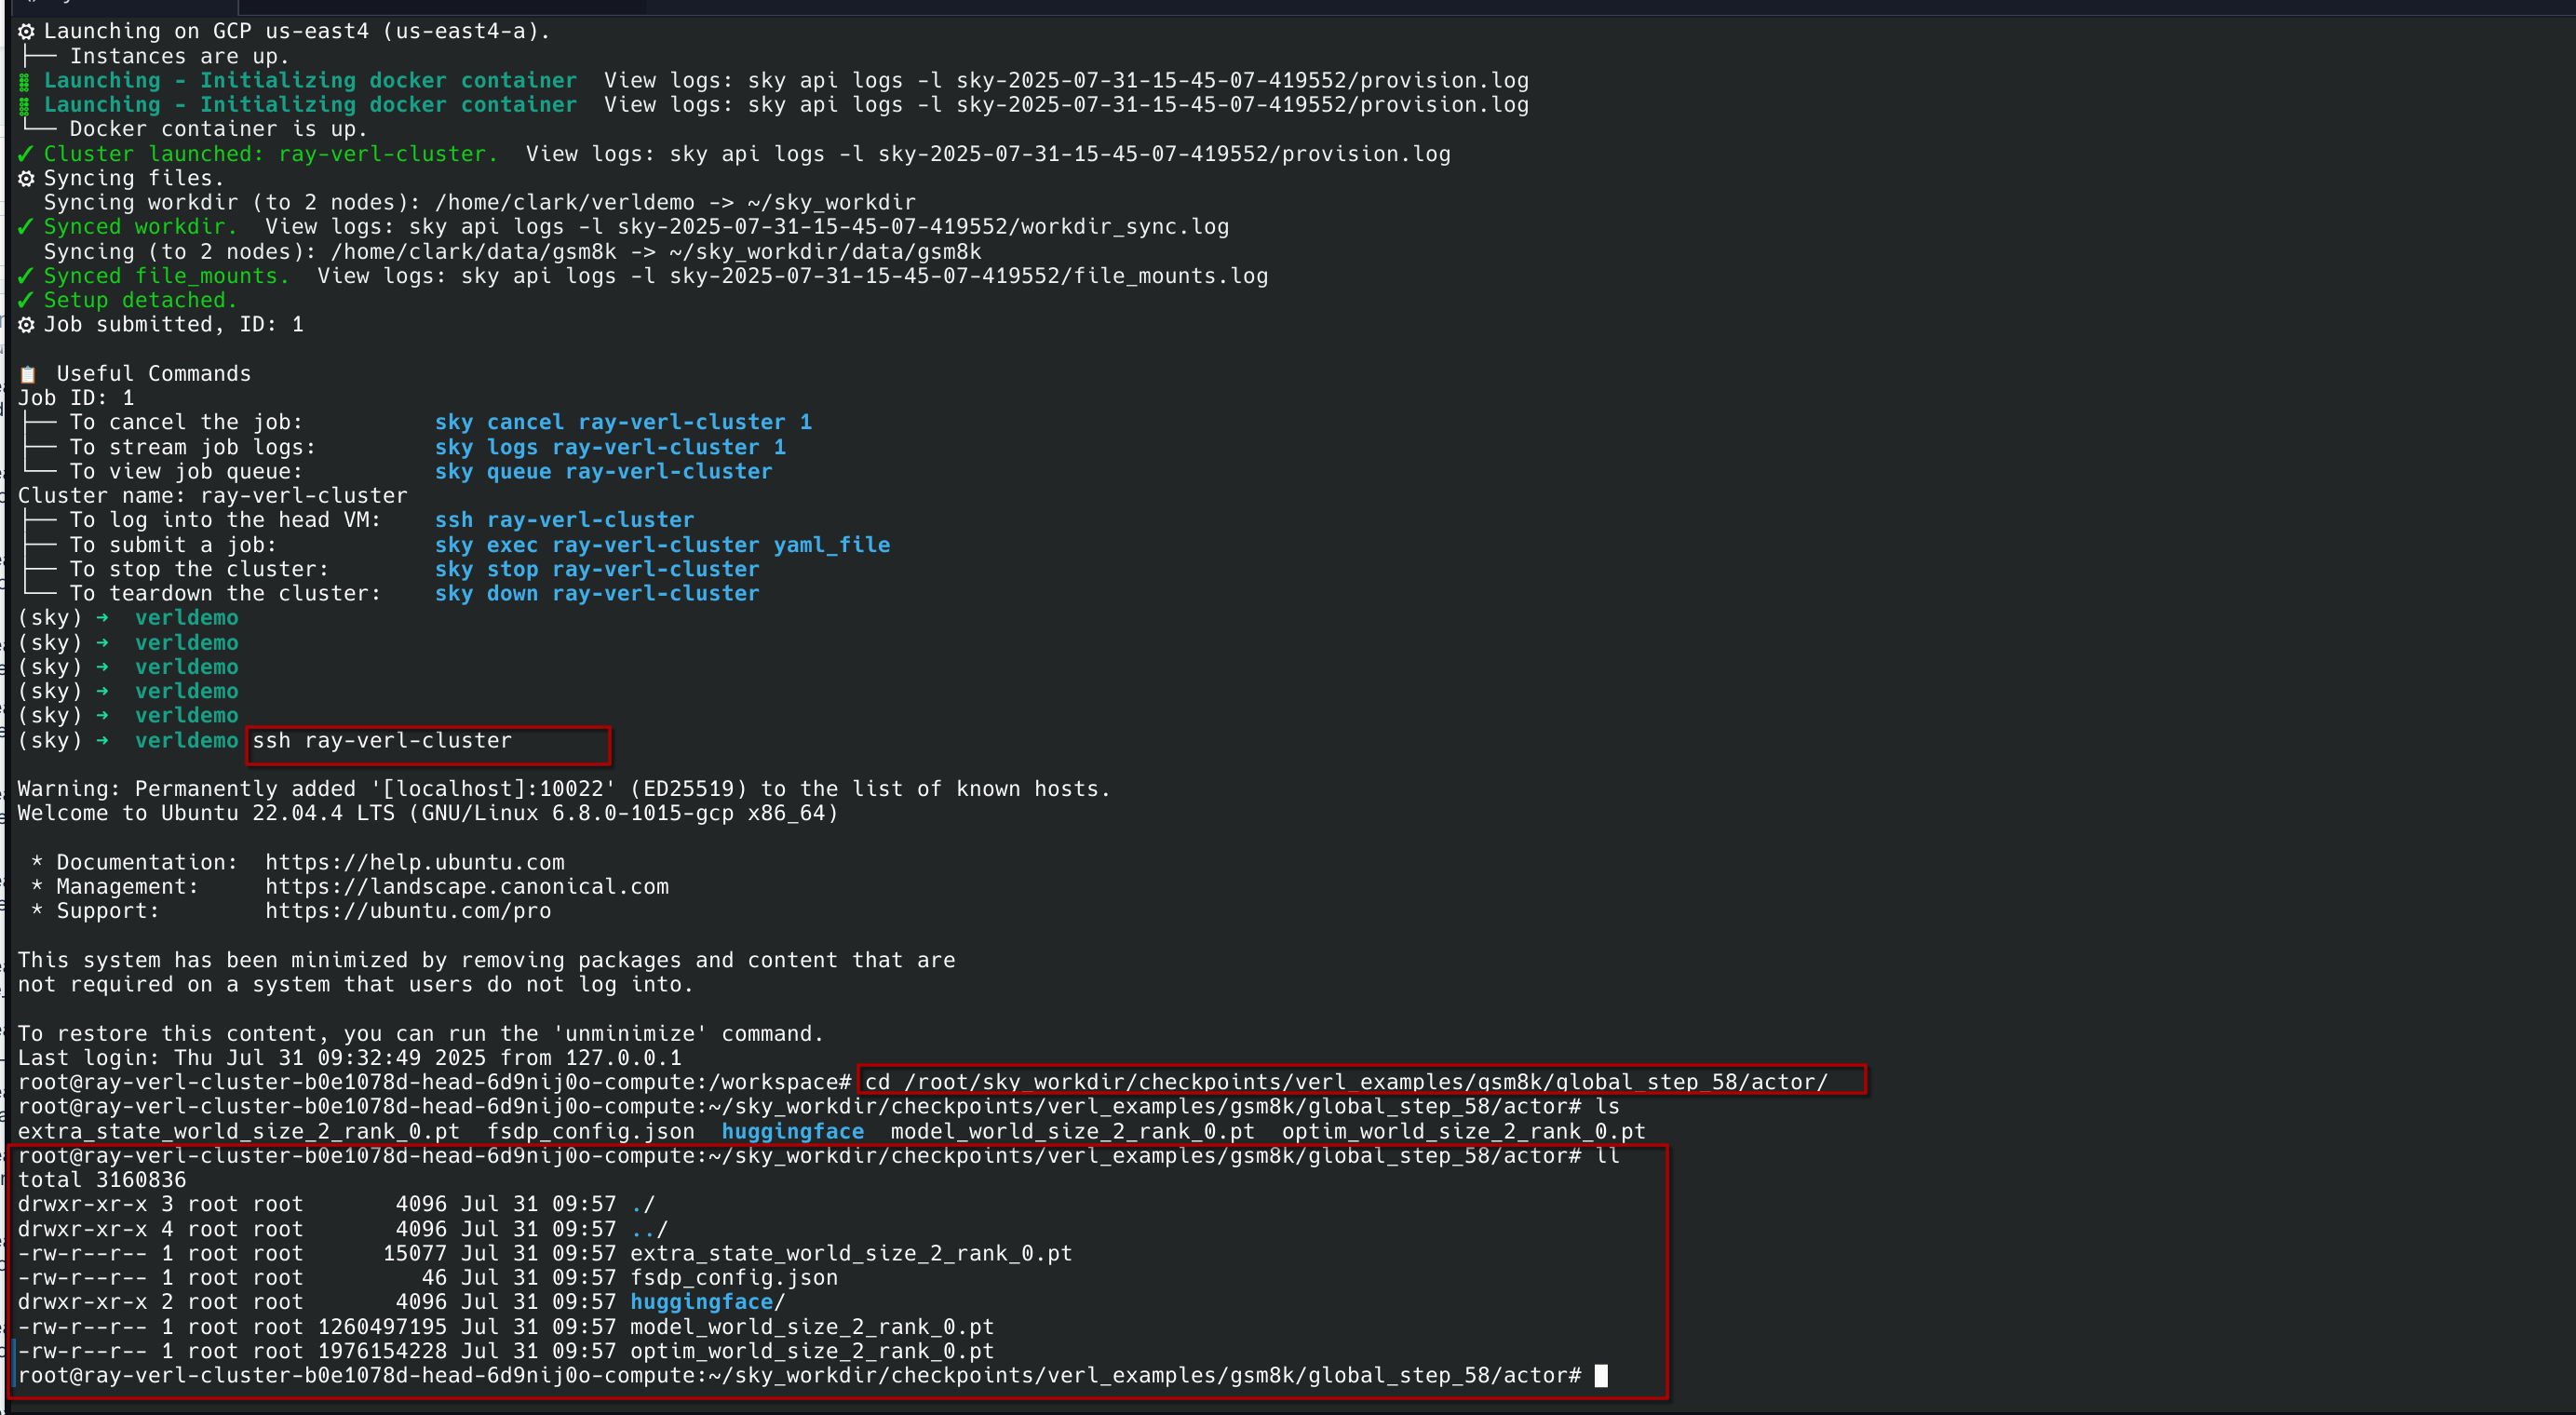 ⚙ Launching on GCP us-east4 (us-east4-a).
├── Instances are up.
⣿ Launching - Initializing docker container  View logs: sky api logs -l sky-2025-07-31-15-45-07-419552/provision.log
⣿ Launching - Initializing docker container  View logs: sky api logs -l sky-2025-07-31-15-45-07-419552/provision.log
└── Docker container is up.
✓ Cluster launched: ray-verl-cluster.  View logs: sky api logs -l sky-2025-07-31-15-45-07-419552/provision.log
⚙ Syncing files.
  Syncing workdir (to 2 nodes): /home/clark/verldemo -> ~/sky_workdir
✓ Synced workdir.  View logs: sky api logs -l sky-2025-07-31-15-45-07-419552/workdir_sync.log
  Syncing (to 2 nodes): /home/clark/data/gsm8k -> ~/sky_workdir/data/gsm8k
✓ Synced file_mounts.  View logs: sky api logs -l sky-2025-07-31-15-45-07-419552/file_mounts.log
✓ Setup detached.
⚙ Job submitted, ID: 1
📋 Useful Commands
Job ID: 1
├── To cancel the job:          sky cancel ray-verl-cluster 1
├── To stream job logs:         sky logs ray-verl-cluster 1
└── To view job queue:          sky queue ray-verl-cluster
Cluster name: ray-verl-cluster
├── To log into the head VM:    ssh ray-verl-cluster
├── To submit a job:            sky exec ray-verl-cluster yaml_file
├── To stop the cluster:        sky stop ray-verl-cluster
└── To teardown the cluster:    sky down ray-verl-cluster
(sky) ➜  verldemo
(sky) ➜  verldemo
(sky) ➜  verldemo
(sky) ➜  verldemo
(sky) ➜  verldemo
(sky) ➜  verldemo ssh ray-verl-cluster
Warning: Permanently added '[localhost]:10022' (ED25519) to the list of known hosts.
Welcome to Ubuntu 22.04.4 LTS (GNU/Linux 6.8.0-1015-gcp x86_64)
 * Documentation:  https://help.ubuntu.com
 * Management:     https://landscape.canonical.com
 * Support:        https://ubuntu.com/pro
This system has been minimized by removing packages and content that are
not required on a system that users do not log into.
To restore this content, you can run the 'unminimize' command.
Last login: Thu Jul 31 09:32:49 2025 from 127.0.0.1
root@ray-verl-cluster-b0e1078d-head-6d9nij0o-compute:/workspace# cd /root/sky_workdir/checkpoints/verl_examples/gsm8k/global_step_58/actor/
root@ray-verl-cluster-b0e1078d-head-6d9nij0o-compute:~/sky_workdir/checkpoints/verl_examples/gsm8k/global_step_58/actor# ls
extra_state_world_size_2_rank_0.pt  fsdp_config.json  huggingface  model_world_size_2_rank_0.pt  optim_world_size_2_rank_0.pt
root@ray-verl-cluster-b0e1078d-head-6d9nij0o-compute:~/sky_workdir/checkpoints/verl_examples/gsm8k/global_step_58/actor# ll
total 3160836
drwxr-xr-x 3 root root       4096 Jul 31 09:57 ./
drwxr-xr-x 4 root root       4096 Jul 31 09:57 ../
-rw-r--r-- 1 root root      15077 Jul 31 09:57 extra_state_world_size_2_rank_0.pt
-rw-r--r-- 1 root root         46 Jul 31 09:57 fsdp_config.json
drwxr-xr-x 2 root root       4096 Jul 31 09:57 huggingface/
-rw-r--r-- 1 root root 1260497195 Jul 31 09:57 model_world_size_2_rank_0.pt
-rw-r--r-- 1 root root 1976154228 Jul 31 09:57 optim_world_size_2_rank_0.pt
root@ray-verl-cluster-b0e1078d-head-6d9nij0o-compute:~/sky_workdir/checkpoints/verl_examples/gsm8k/global_step_58/actor#